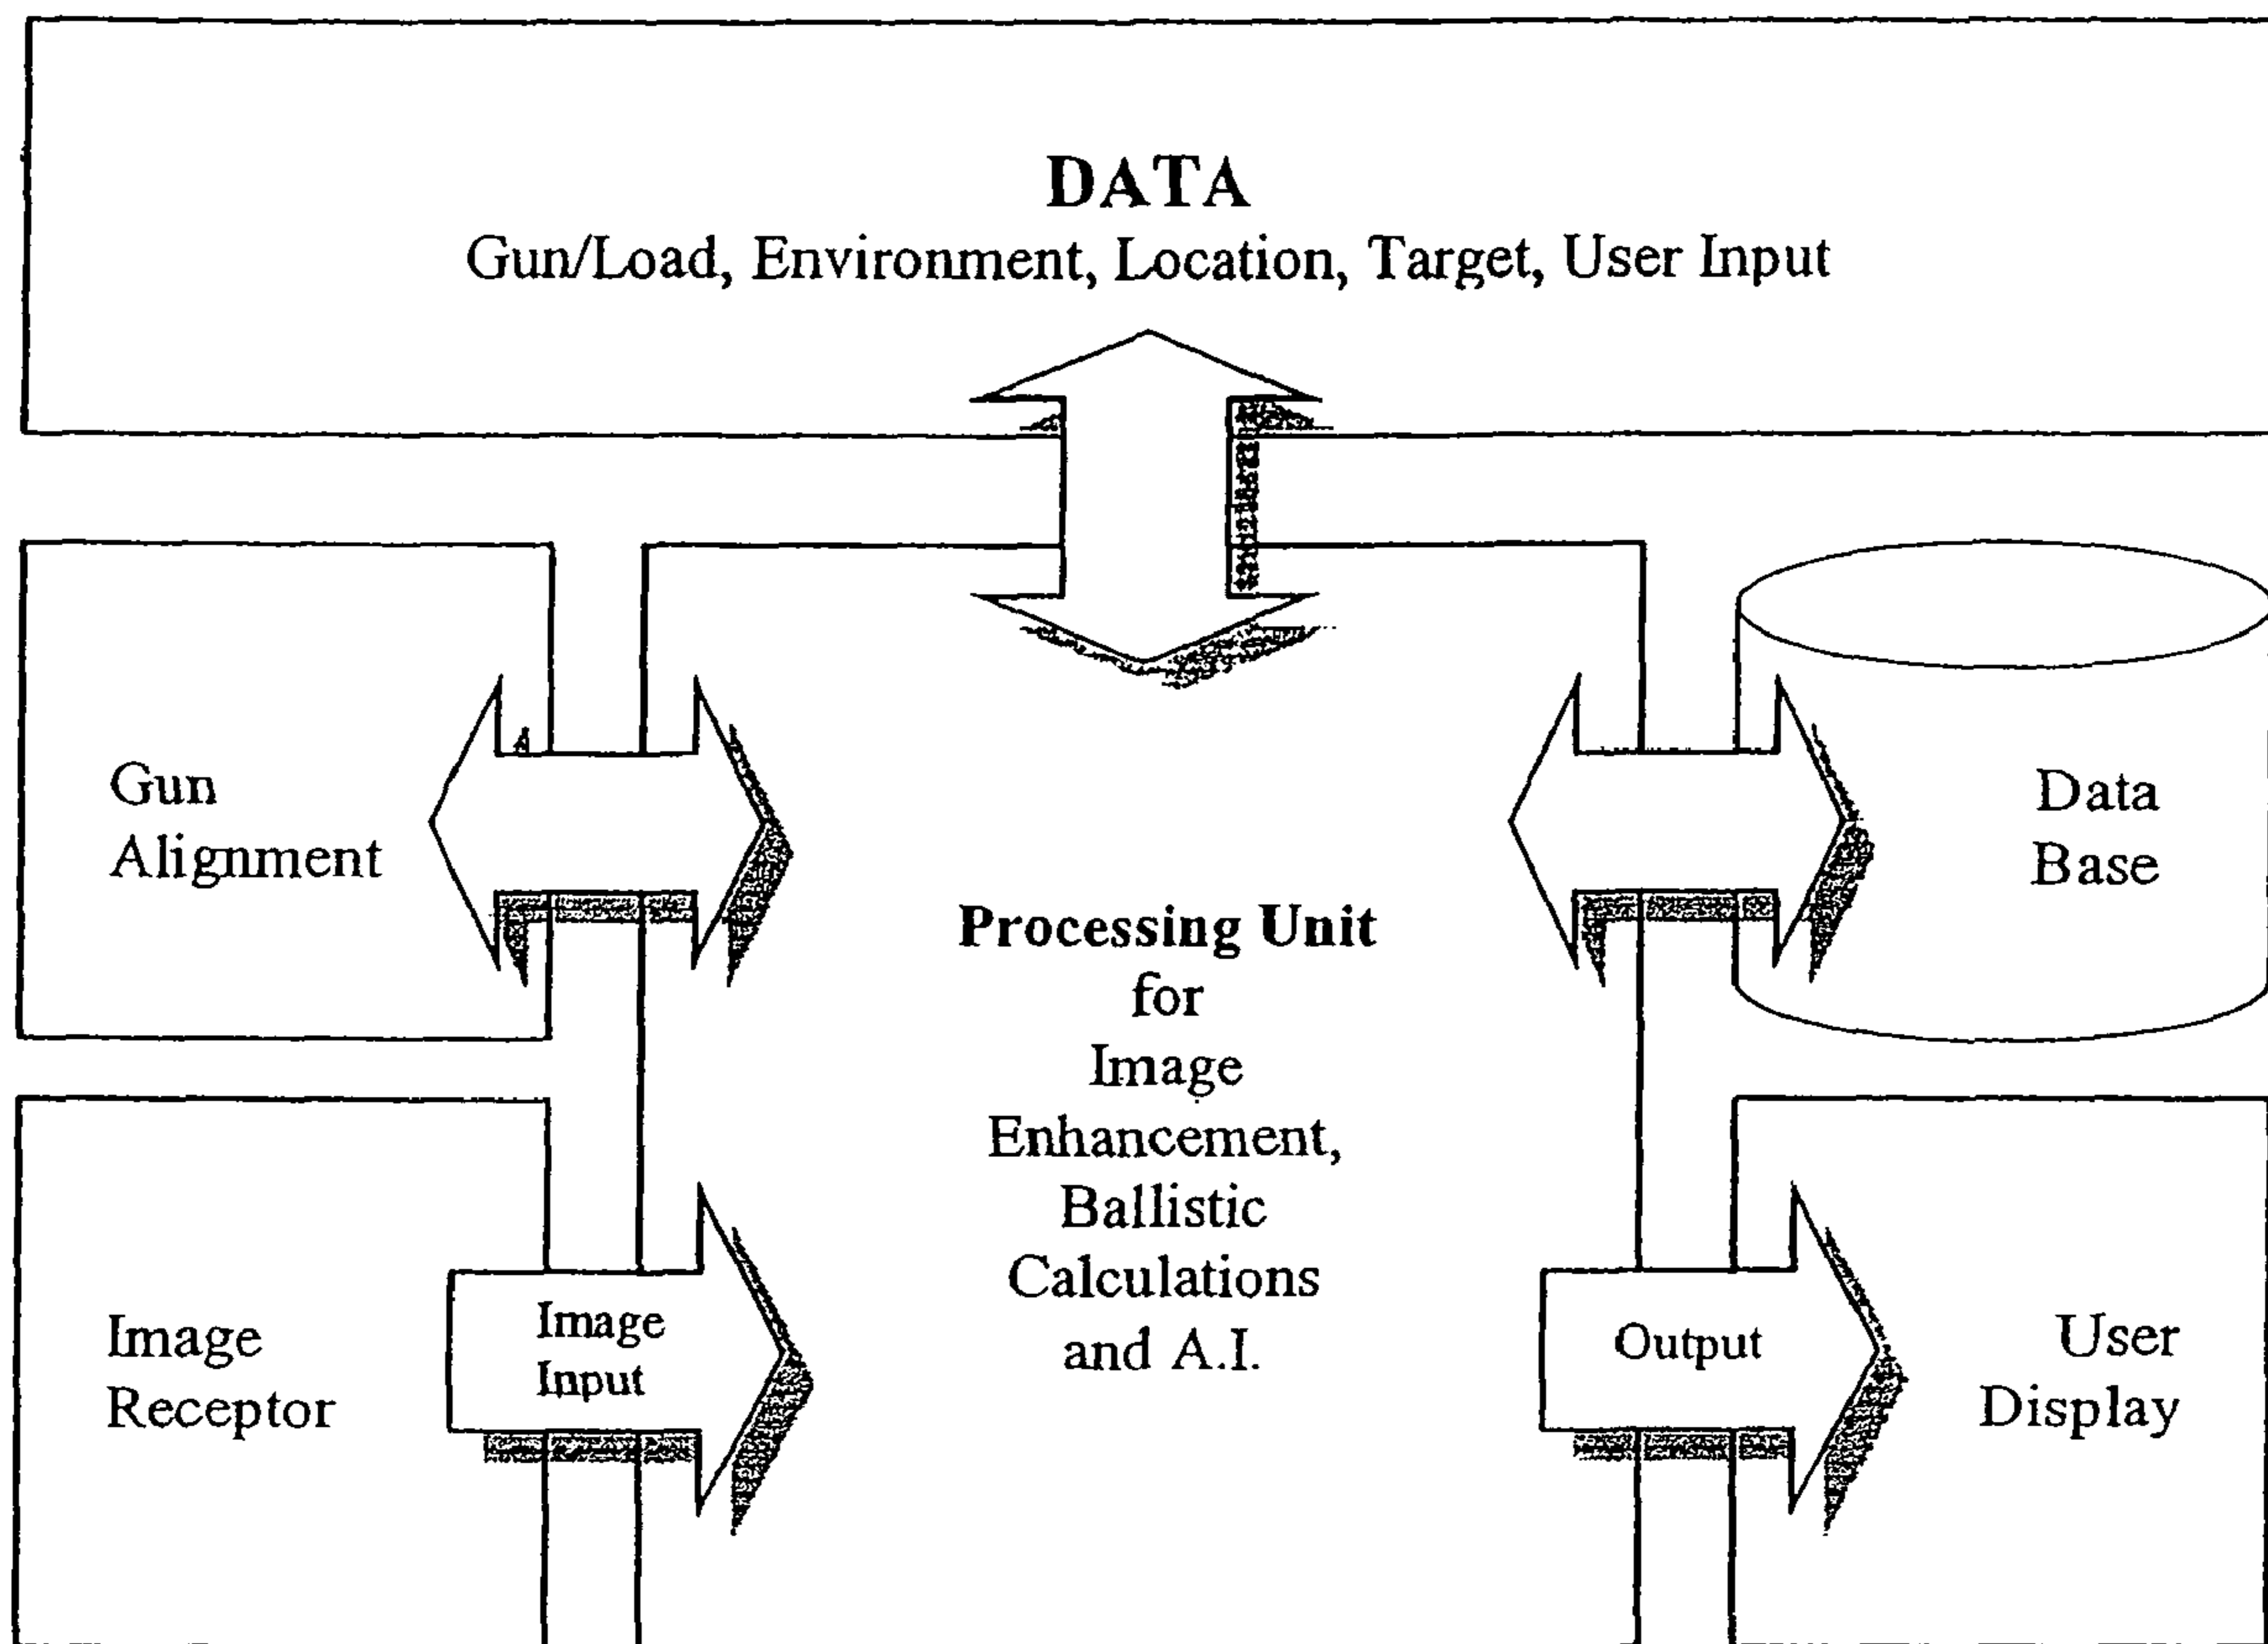 DATA
Gun/Load, Environment, Location, Target, User Input
Gun
Alignment
Data
Base
Processing Unit
for
Image
Enhancement,
Ballistic
Calculations
and A.I.
Image
Receptor
Image
Input
Output
User
Display